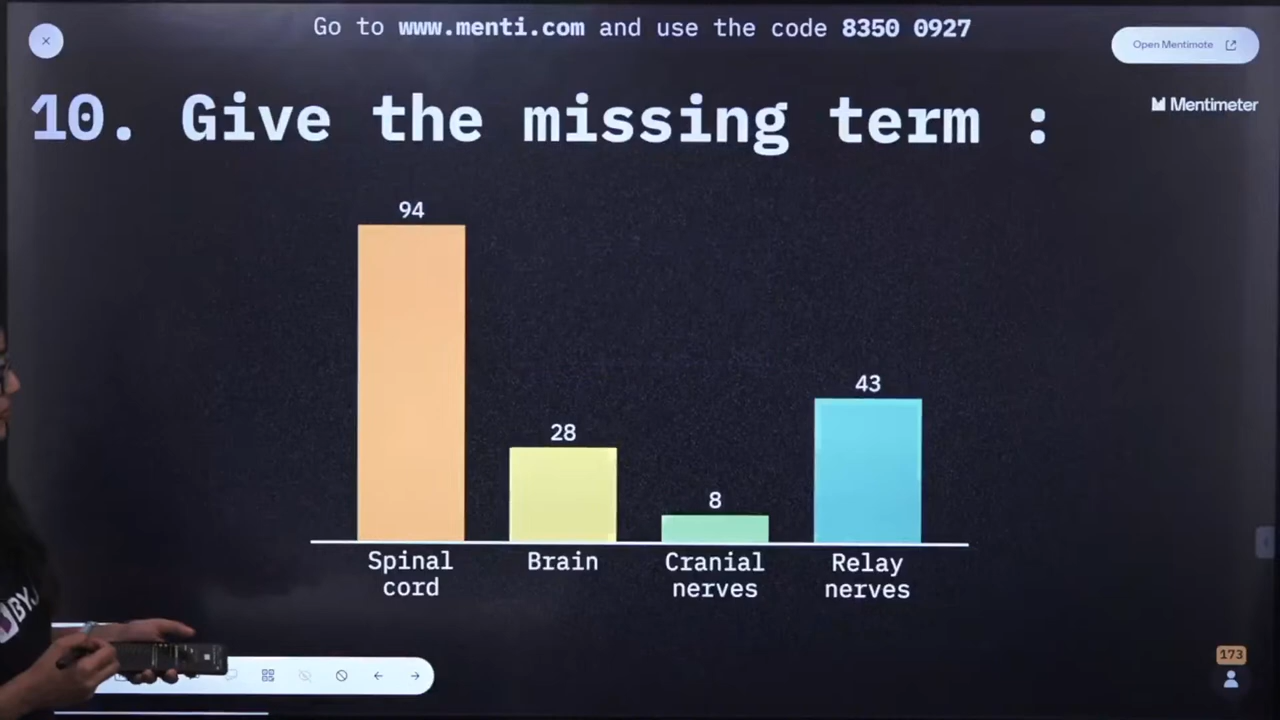 Go to www.menti.com and use the code 8350 0927
Open Mentimote
10. Give the missing term :
Mentimeter
94
28
8
43
Spinal cord
Brain
Cranial nerves
Relay nerves
BYJ
173